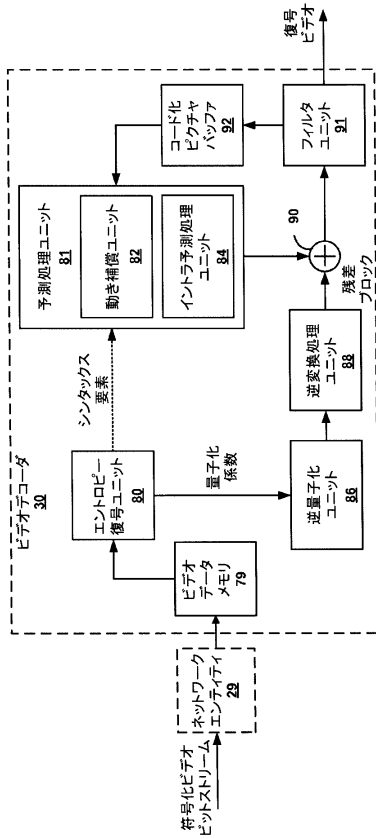 符号化ビデオ
ビットストリーム
ネットワーク
エンティティ
29
ビデオデコーダ
30
ビデオ
データ
メモリ
79
エントロピー
復号ユニット
80
シンタックス
要素
量子化
係数
予測処理ユニット
81
動き補償ユニット
82
イントラ予測処理
ユニット
84
逆量子化
ユニット
86
逆変換処理
ユニット
88
残差
ブロック
90
コード化
ピクチャ
バッファ
92
フィルタ
ユニット
91
復号
ビデオ